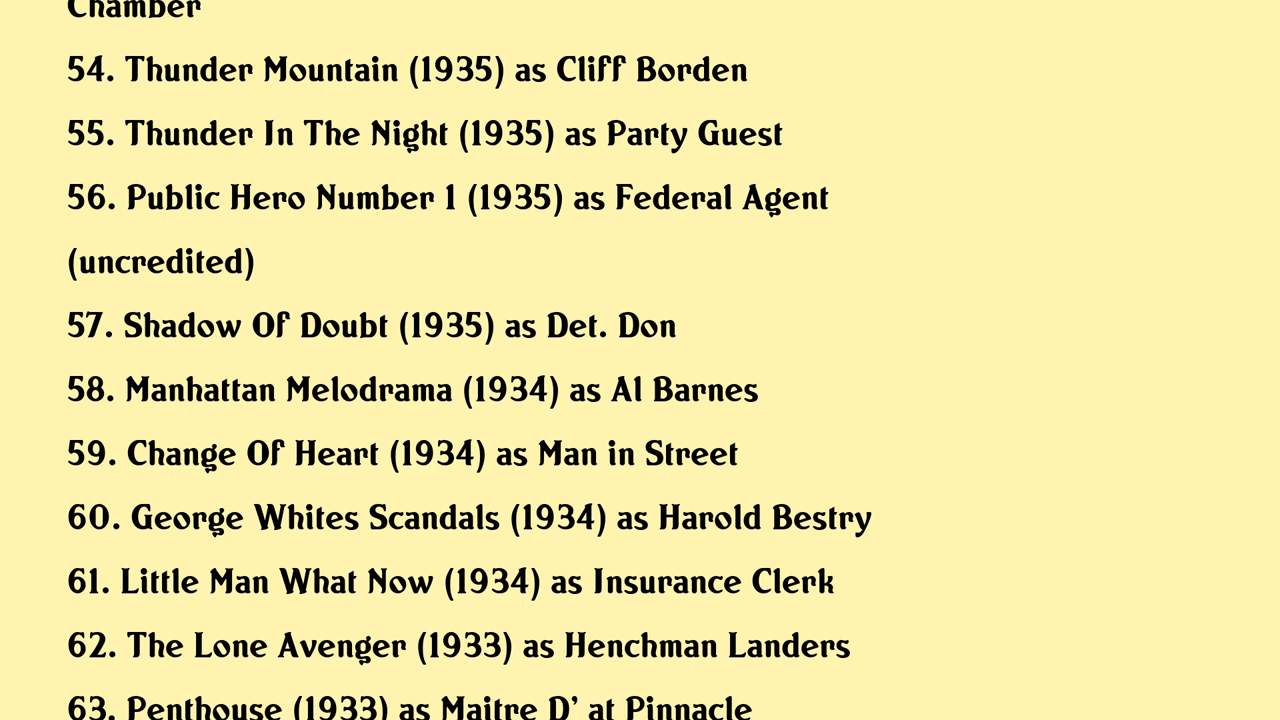 Chamber
54. Thunder Mountain (1935) as Cliff Borden
55. Thunder In The Night (1935) as Party Guest
56. Public Hero Number 1 (1935) as Federal Agent
(uncredited)
57. Shadow Of Doubt (1935) as Det. Don
58. Manhattan Melodrama (1934) as Al Barnes
59. Change Of Heart (1934) as Man in Street
60. George Whites Scandals (1934) as Harold Bestry
61. Little Man What Now (1934) as Insurance Clerk
62. The Lone Avenger (1933) as Henchman Landers
63. Penthouse (1933) as Maitre D' at Pinnacle